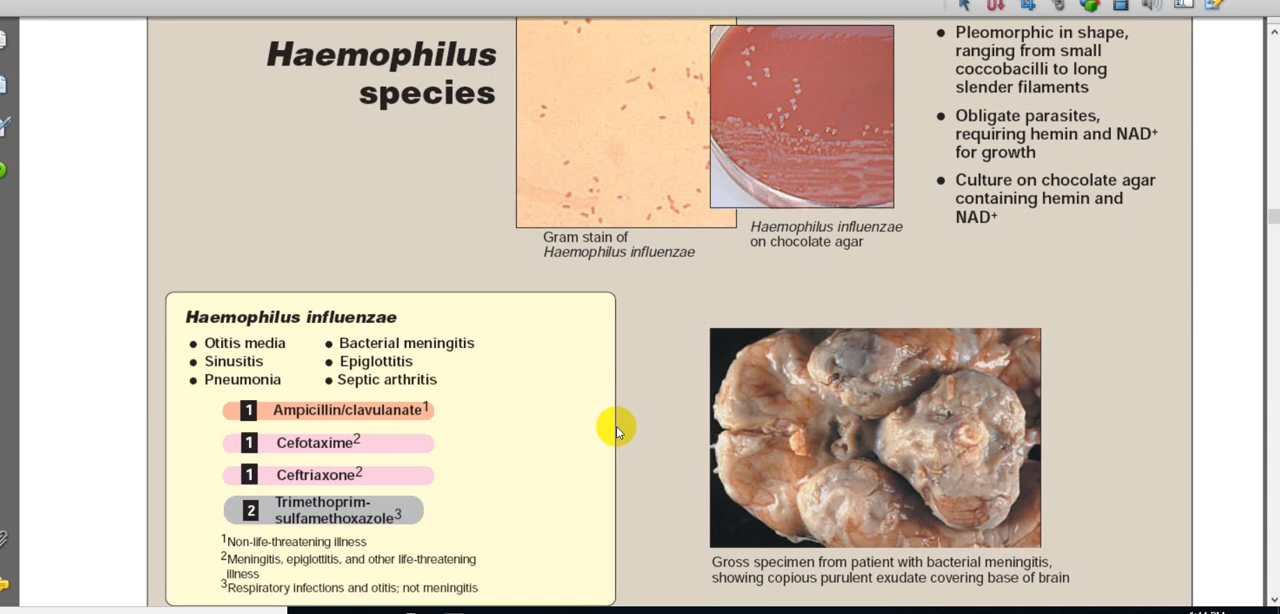 Haemophilus
species
Gram stain of
Haemophilus influenzae
Haemophilus influenzae
on chocolate agar
● Pleomorphic in shape,
ranging from small
coccobacilli to long
slender filaments
● Obligate parasites,
requiring hemin and NAD+
for growth
● Culture on chocolate agar
containing hemin and
NAD+
Haemophilus influenzae
● Otitis media
● Sinusitis
● Pneumonia
● Bacterial meningitis
● Epiglottitis
● Septic arthritis
1 Ampicillin/clavulanate1
1 Cefotaxime2
1 Ceftriaxone2
2 Trimethoprim-
sulfamethoxazole3
1Non-life-threatening illness
2Meningitis, epiglottitis, and other life-threatening
illness
3Respiratory infections and otitis; not meningitis
Gross specimen from patient with bacterial meningitis,
showing copious purulent exudate covering base of brain